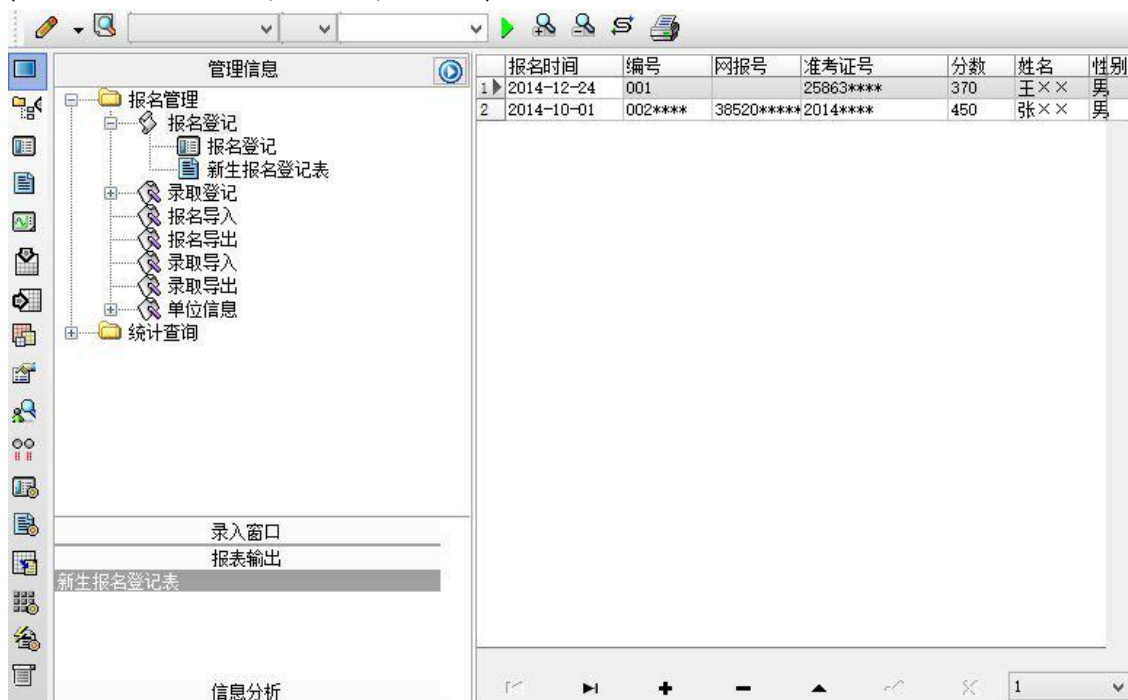 管理信息
报名管理
报名登记
报名登记
新生报名登记表
录取登记
报名导入
报名导出
录取导入
录取导出
单位信息
统计查询
录入窗口
报表输出
新生报名登记表
信息分析
报名时间 编号 网报号 准考证号 分数 姓名 性别
1 2014-12-24 001 25863**** 370 王×× 男
2 2014-10-01 002**** 38520***** 2014**** 450 张×× 男
1